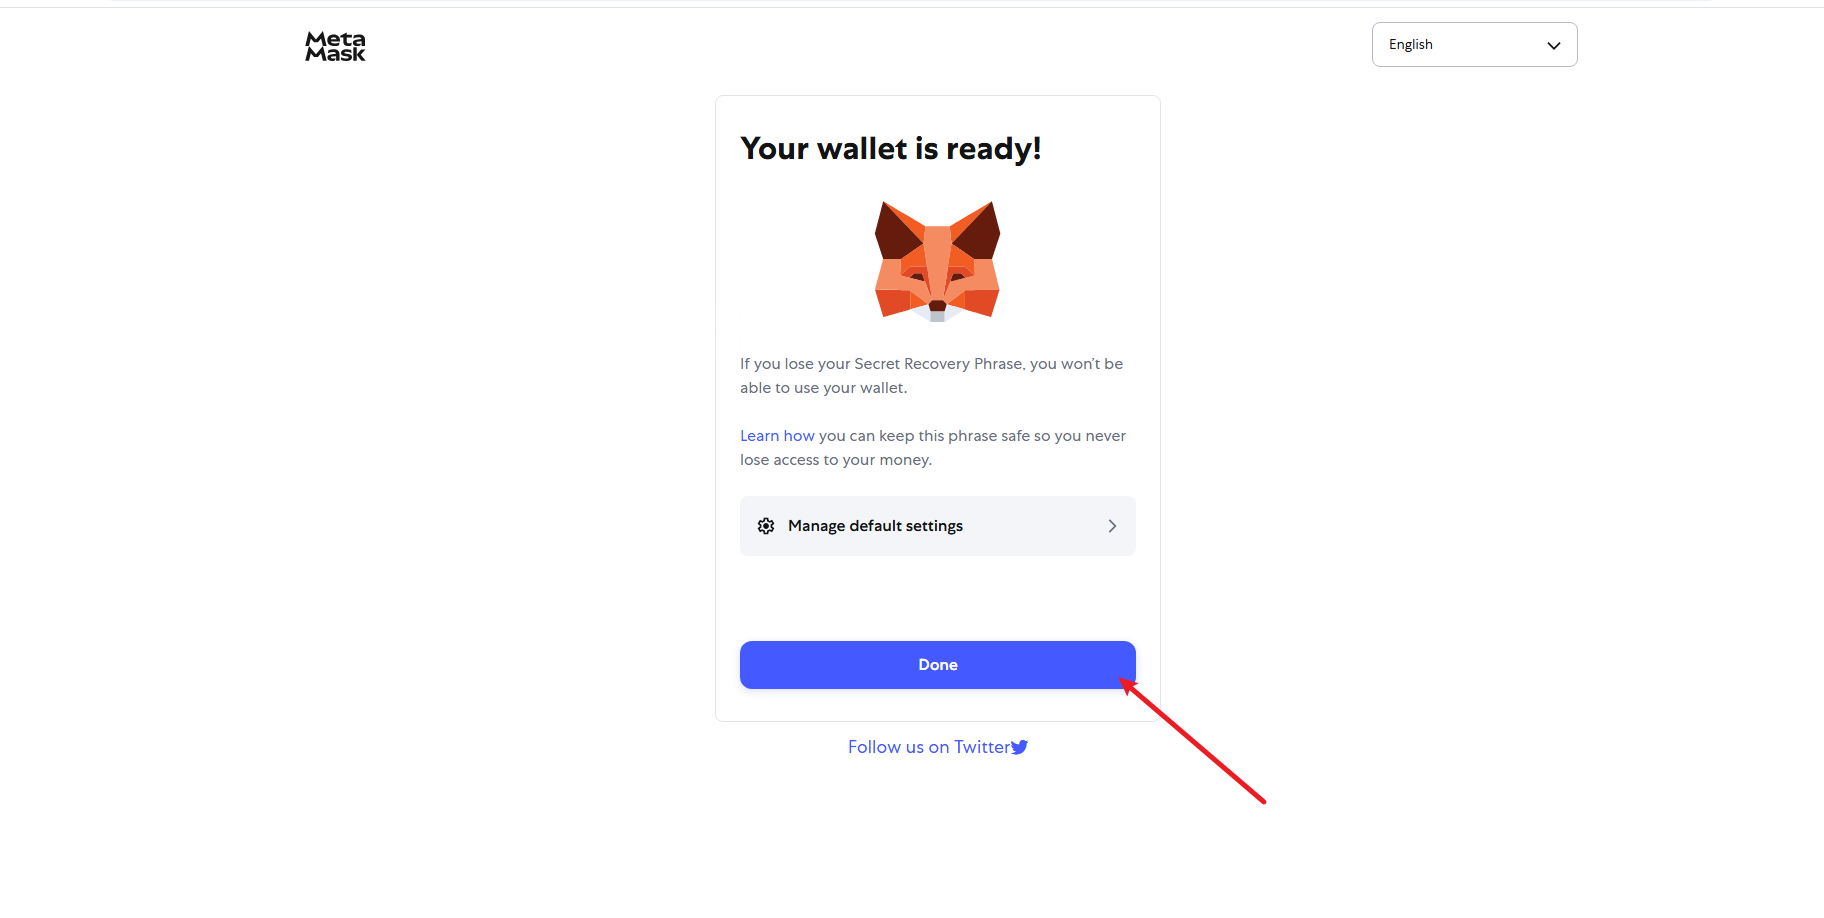 Meta
Mask
English
Your wallet is ready!
If you lose your Secret Recovery Phrase, you won't be
able to use your wallet.
Learn how you can keep this phrase safe so you never
lose access to your money.
Manage default settings
Done
Follow us on Twitter